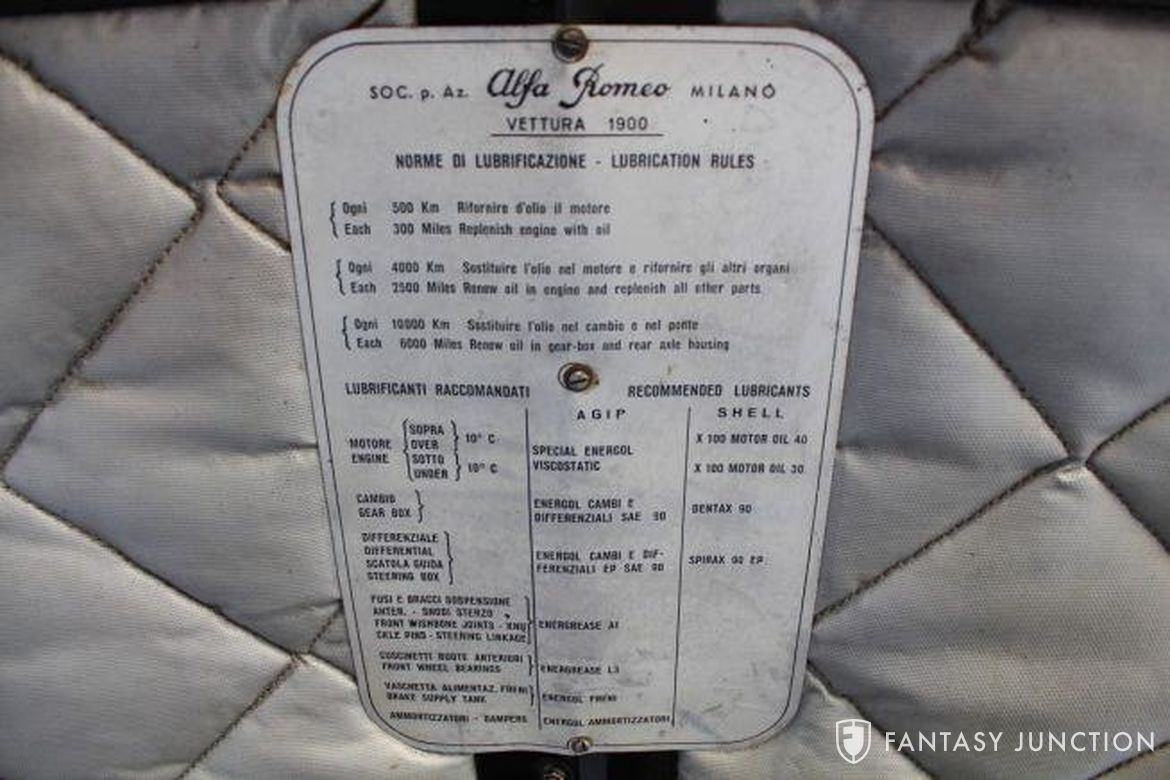 SOC. p. Az. Alfa Romeo MILANO
VETTURA 1900
NORME DI LUBRIFICAZIONE - LUBRICATION RULES
Ogni 500 Km Rifornire d'olio il motore
Each 300 Miles Replenish engine with oil
Ogni 4000 Km Sostituire l'olio nel motore e rifornire gli altri organi
Each 2500 Miles Renew oil in engine and replenish all other parts
Ogni 10000 Km Sostituire l'olio nel cambio e nel ponte
Each 6000 Miles Renew oil in gear-box and rear axle housing
LUBRIFICANTI RACCOMANDATI RECOMMENDED LUBRICANTS
AGIP SHELL
MOTORE ENGINE
SOPRA
OVER
10° C
SOTTO
UNDER
10° C
SPECIAL ENERGOL
VISCOSTATIC
X 100 MOTOR OIL 40
X 100 MOTOR OIL 30
CAMBIO
GEAR BOX
ENERGOL CAMBI E
DIFFERENZIALI SAE 90
DENTAX 90
DIFFERENZIALE
DIFFERENTIAL
SCATOLA GUIDA
STEERING BOX
ENERGOL CAMBI E DIF-
FERENZIALI EP SAE 90
SPIRAX 90 EP
FUSI E BRACCI SOSPENSIONE
ANTER. - SNODI STERZO
FRONT WISHBONE JOINTS - KNU
CKLE PINS - STEERING LINKAGE
ENERGREASE A1
CUSCINETTI RUOTE ANTERIORI
FRONT WHEEL BEARINGS
ENERGREASE L3
VASCHETTA ALIMENTAZ. FRENI
BRAKE SUPPLY TANK
ENERGOL FRENI
AMMORTIZZATORI - DAMPERS
ENERGOL AMMORTIZZATORI
FANTASY JUNCTION